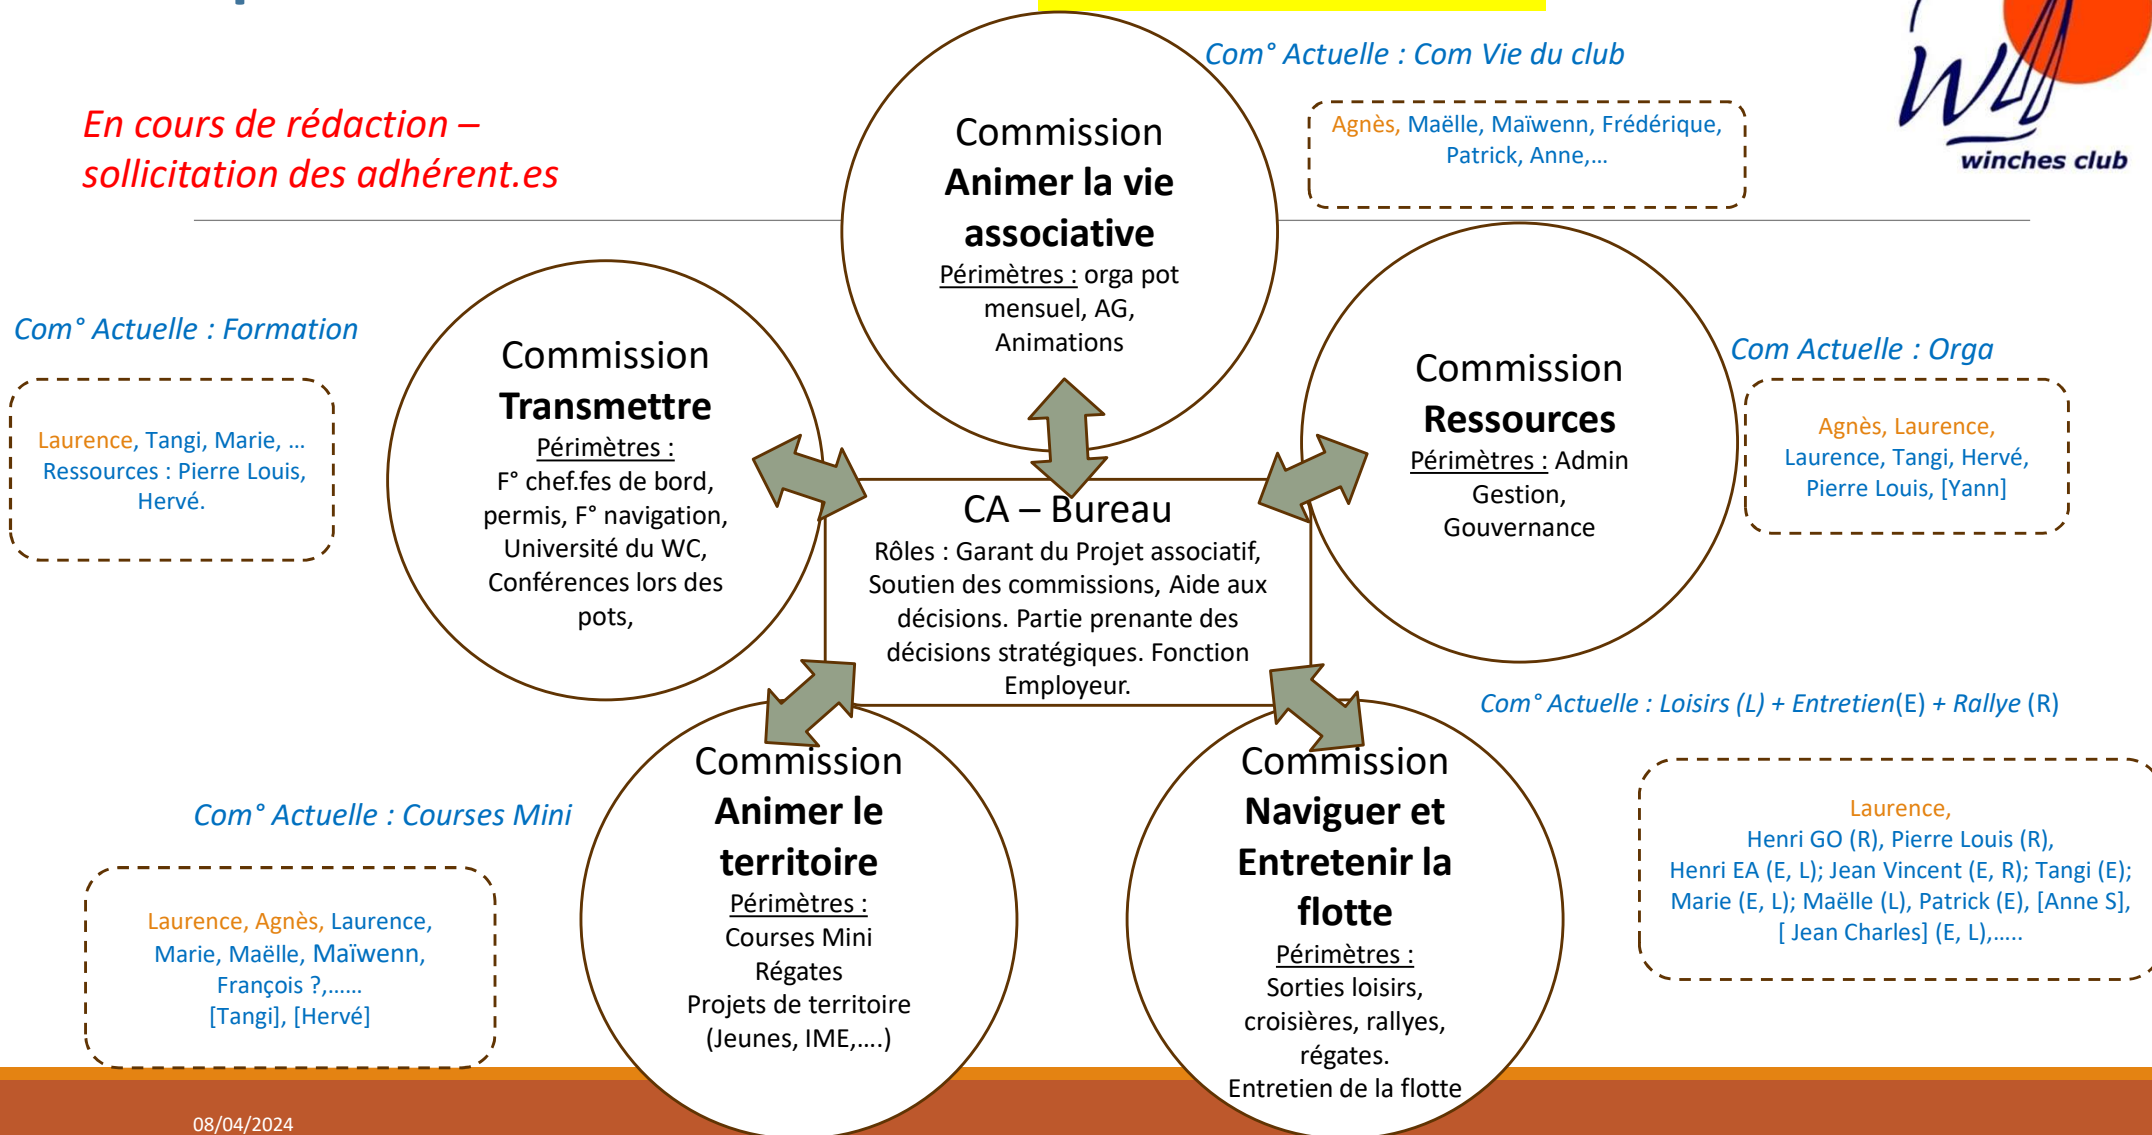 Com° Actuelle : Com Vie du club
En cours de rédaction –
sollicitation des adhérent.es
winches club
Commission
Animer la vie
associative
Périmètres : orga pot
mensuel, AG,
Animations
Agnès, Maëlle, Maïwenn, Frédérique,
Patrick, Anne,...
Com° Actuelle : Formation
Laurence, Tangi, Marie, ...
Ressources : Pierre Louis,
Hervé.
Commission
Transmettre
Périmètres :
F° chef.fes de bord,
permis, F° navigation,
Université du WC,
Conférences lors des
pots,
Commission
Ressources
Périmètres : Admin
Gestion,
Gouvernance
Com Actuelle : Orga
Agnès, Laurence,
Laurence, Tangi, Hervé,
Pierre Louis, [Yann]
CA – Bureau
Rôles : Garant du Projet associatif,
Soutien des commissions, Aide aux
décisions. Partie prenante des
décisions stratégiques. Fonction
Employeur.
Com° Actuelle : Courses Mini
Laurence, Agnès, Laurence,
Marie, Maëlle, Maïwenn,
François ?,......
[Tangi], [Hervé]
Commission
Animer le
territoire
Périmètres :
Courses Mini
Régates
Projets de territoire
(Jeunes, IME,....)
Commission
Naviguer et
Entretenir la
flotte
Périmètres :
Sorties loisirs,
croisières, rallyes,
régates.
Entretien de la flotte
Com° Actuelle : Loisirs (L) + Entretien(E) + Rallye (R)
Laurence,
Henri GO (R), Pierre Louis (R),
Henri EA (E, L); Jean Vincent (E, R); Tangi (E);
Marie (E, L); Maëlle (L), Patrick (E), [Anne S],
[ Jean Charles] (E, L),.....
08/04/2024